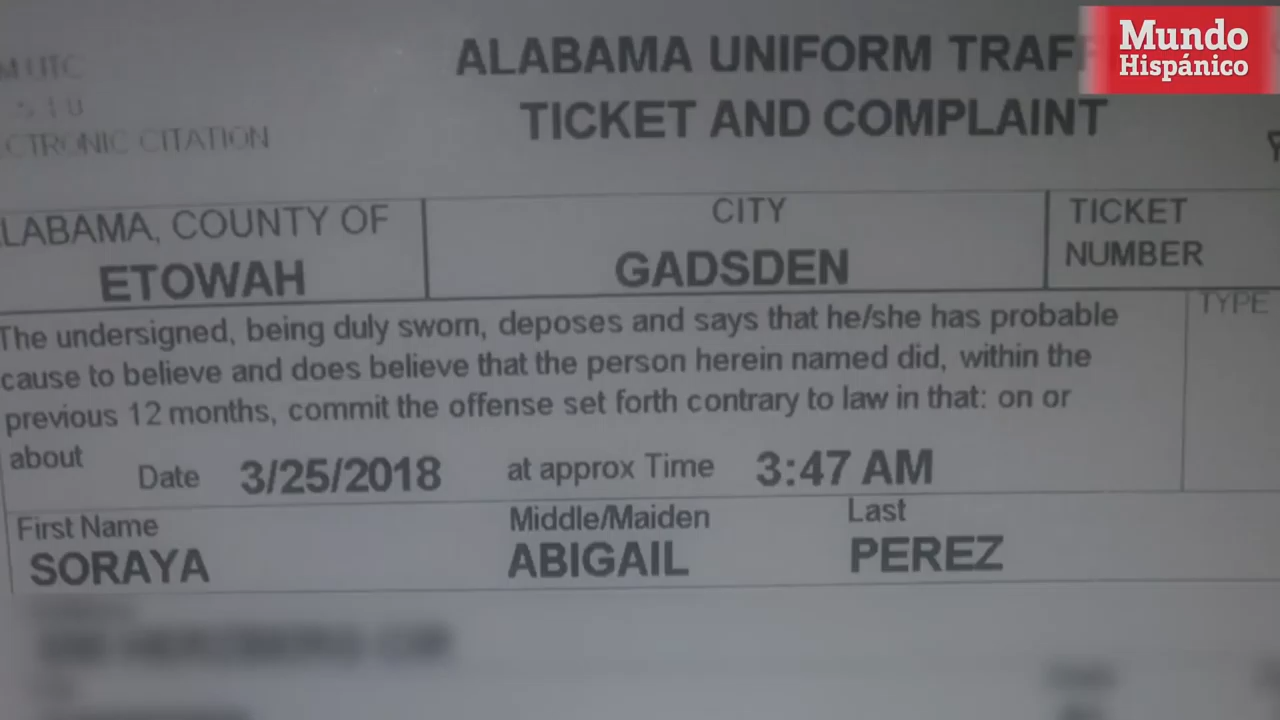 Mundo
Hispánico
ALABAMA UNIFORM TRAF
TICKET AND COMPLAINT
CTRONIC CITATION
LABAMA, COUNTY OF
ETOWAH
CITY
GADSDEN
TICKET
NUMBER
TYPE
The undersigned, being duly sworn, deposes and says that he/she has probable
cause to believe and does believe that the person herein named did, within the
previous 12 months, commit the offense set forth contrary to law in that: on or
about
Date 3/25/2018 at approx Time 3:47 AM
First Name Middle/Maiden Last
SORAYA ABIGAIL PEREZ